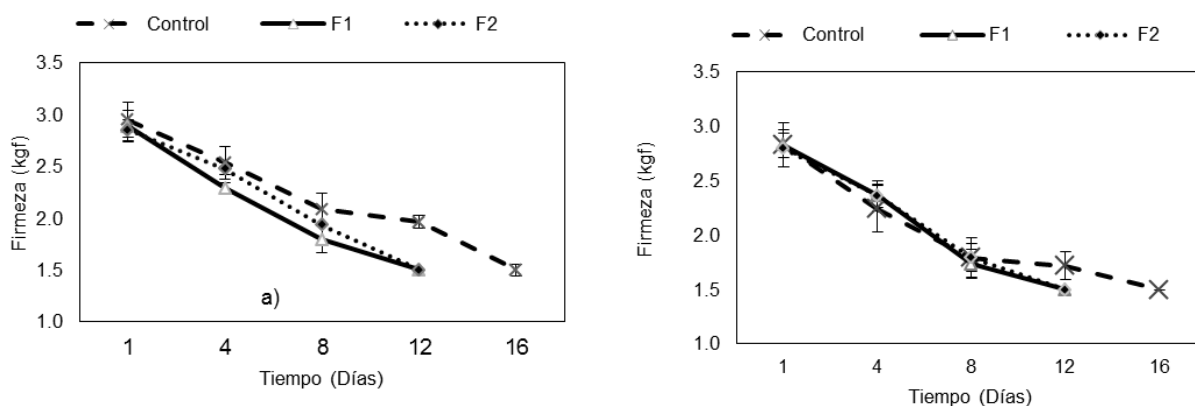 Control F1 F2
3.5
3.0
2.5
2.0
1.5
1.0
Firmeza (kgf)
a)
1 4 8 12 16
Tiempo (Días)
Control F1 F2
3.5
3.0
2.5
2.0
1.5
1.0
Firmeza (kgf)
1 4 8 12 16
Tiempo (Días)